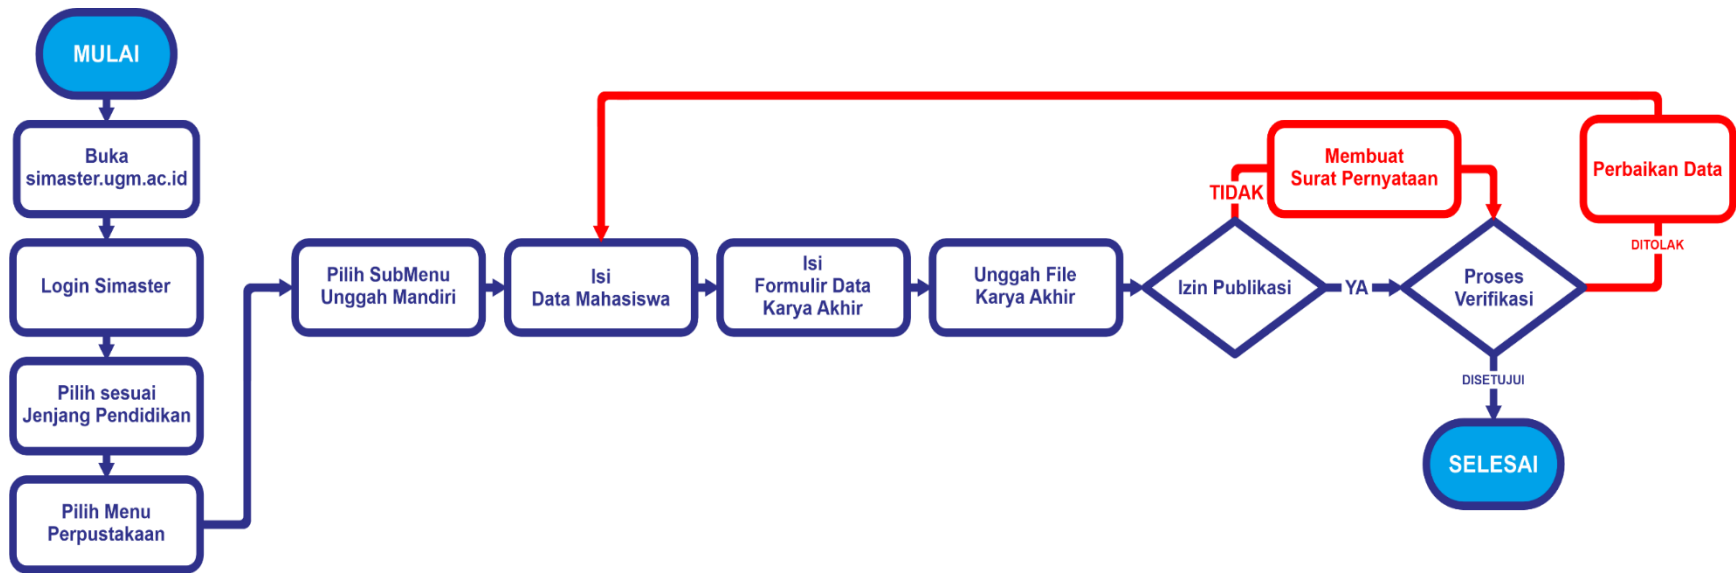 MULAI
Buka
simaster.ugm.ac.id
Login Simaster
Pilih sesuai
Jenjang Pendidikan
Pilih Menu
Perpustakaan
Pilih SubMenu
Unggah Mandiri
Isi
Data Mahasiswa
Isi
Formulir Data
Karya Akhir
Unggah File
Karya Akhir
Izin Publikasi
TIDAK
Membuat
Surat Pernyataan
YA
Proses
Verifikasi
DITOLAK
Perbaikan Data
DISETUJUI
SELESAI